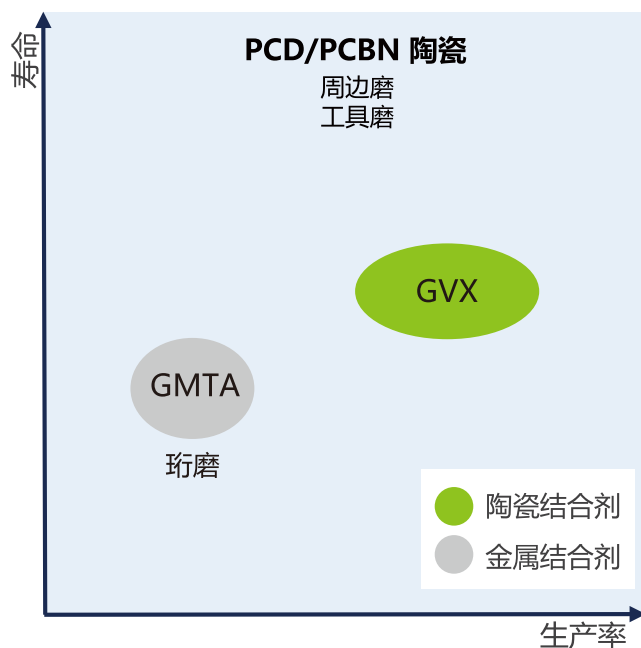 寿命
PCD/PCBN 陶瓷
周边磨
工具磨
GVX
GMTA
珩磨
陶瓷结合剂
金属结合剂
生产率